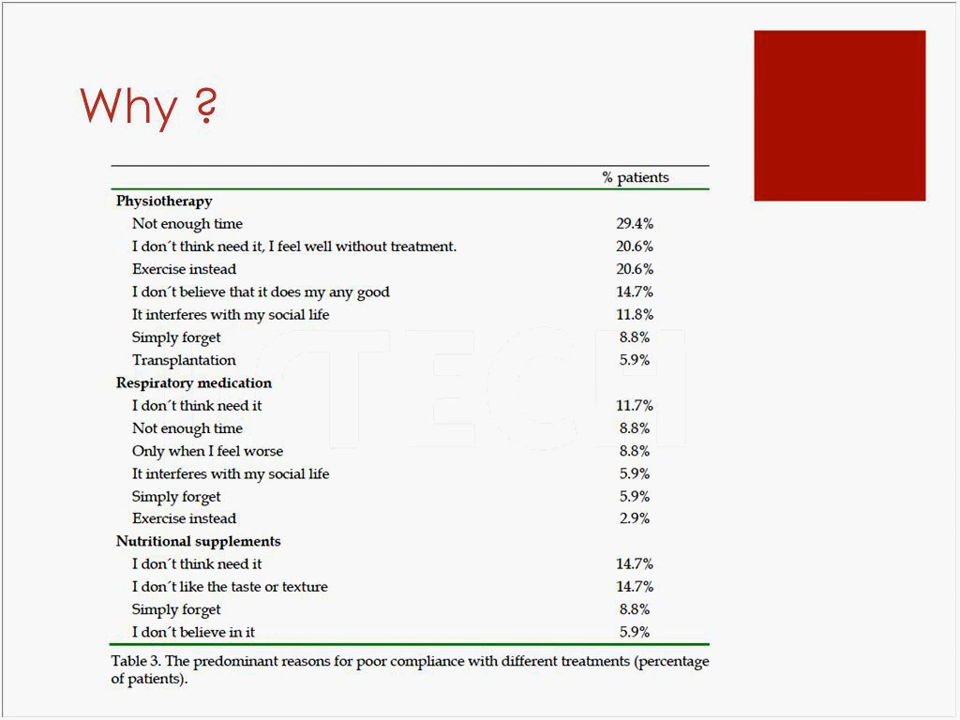 Why ?
% patients
Physiotherapy
Not enough time 29.4%
I don´t think need it, I feel well without treatment. 20.6%
Exercise instead 20.6%
I don´t believe that it does my any good 14.7%
It interferes with my social life 11.8%
Simply forget 8.8%
Transplantation 5.9%
Respiratory medication
I don´t think need it 11.7%
Not enough time 8.8%
Only when I feel worse 8.8%
It interferes with my social life 5.9%
Simply forget 5.9%
Exercise instead 2.9%
Nutritional supplements
I don´t think need it 14.7%
I don´t like the taste or texture 14.7%
Simply forget 8.8%
I don´t believe in it 5.9%
Table 3. The predominant reasons for poor compliance with different treatments (percentage
of patients).